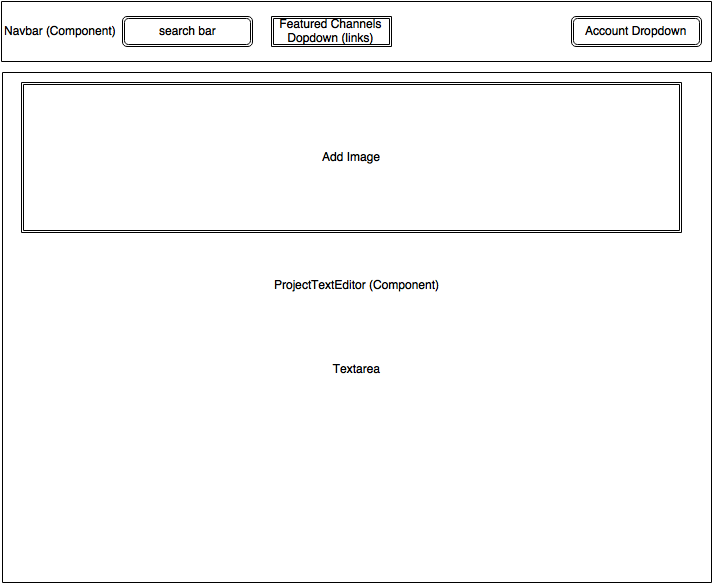 Navbar (Component)
search bar
Featured Channels
Dopdown (links)
Account Dropdown
Add Image
ProjectTextEditor (Component)
Textarea